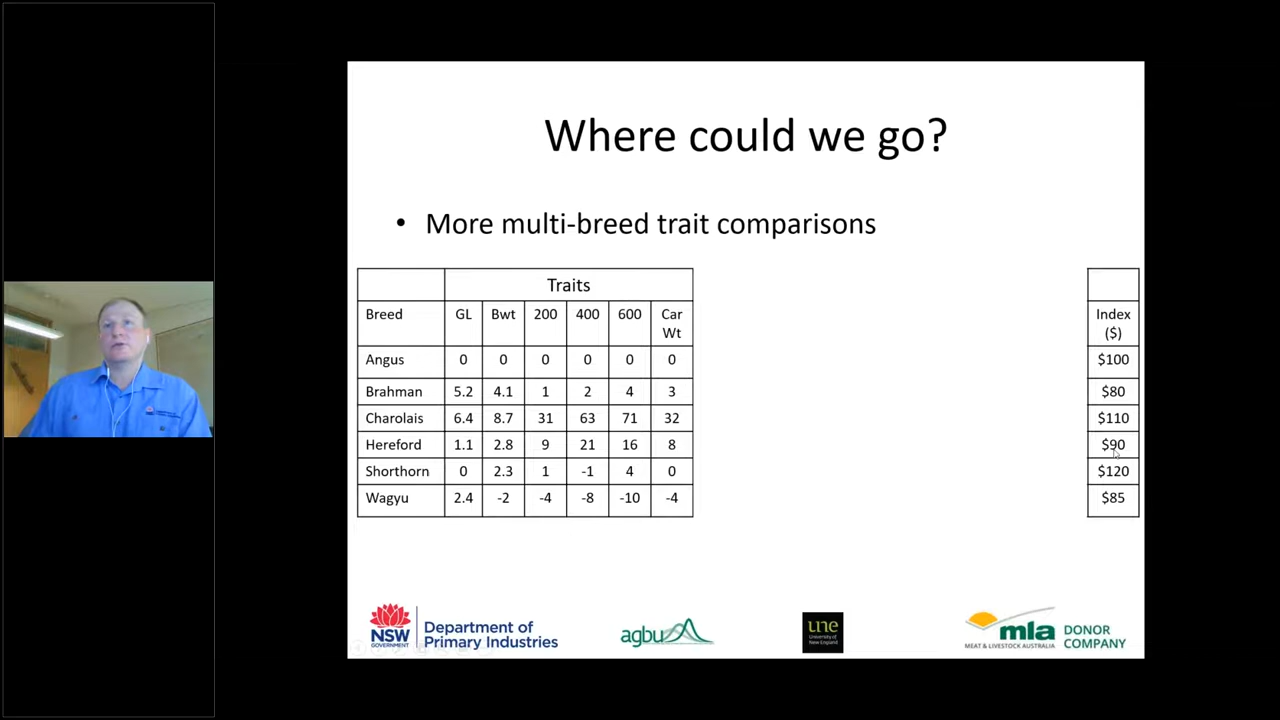 Where could we go?
• More multi-breed trait comparisons
Traits
Breed GL Bwt 200 400 600 Car Wt Index ($)
Angus 0 0 0 0 0 0 $100
Brahman 5.2 4.1 1 2 4 3 $80
Charolais 6.4 8.7 31 63 71 32 $110
Hereford 1.1 2.8 9 21 16 8 $90
Shorthorn 0 2.3 1 -1 4 0 $120
Wagyu 2.4 -2 -4 -8 -10 -4 $85
NSW
GOVERNMENT
Department of
Primary Industries
agbu
une
University of
New England
mla
MEAT & LIVESTOCK AUSTRALIA
DONOR
COMPANY